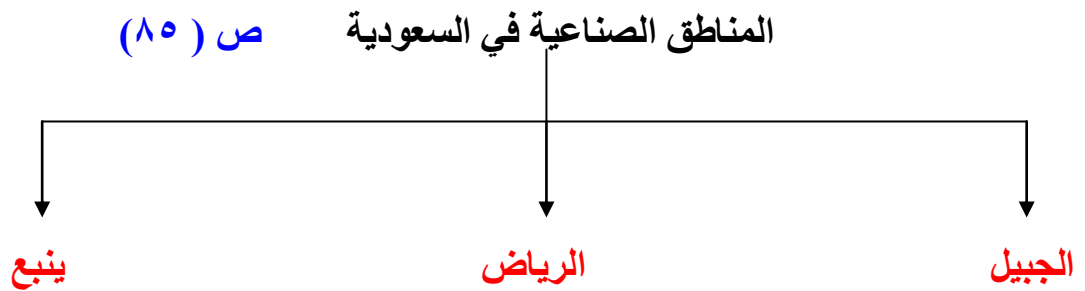 المناطق الصناعية في السعودية ص ( ٨٥ )
الجبيل الرياض ينبع